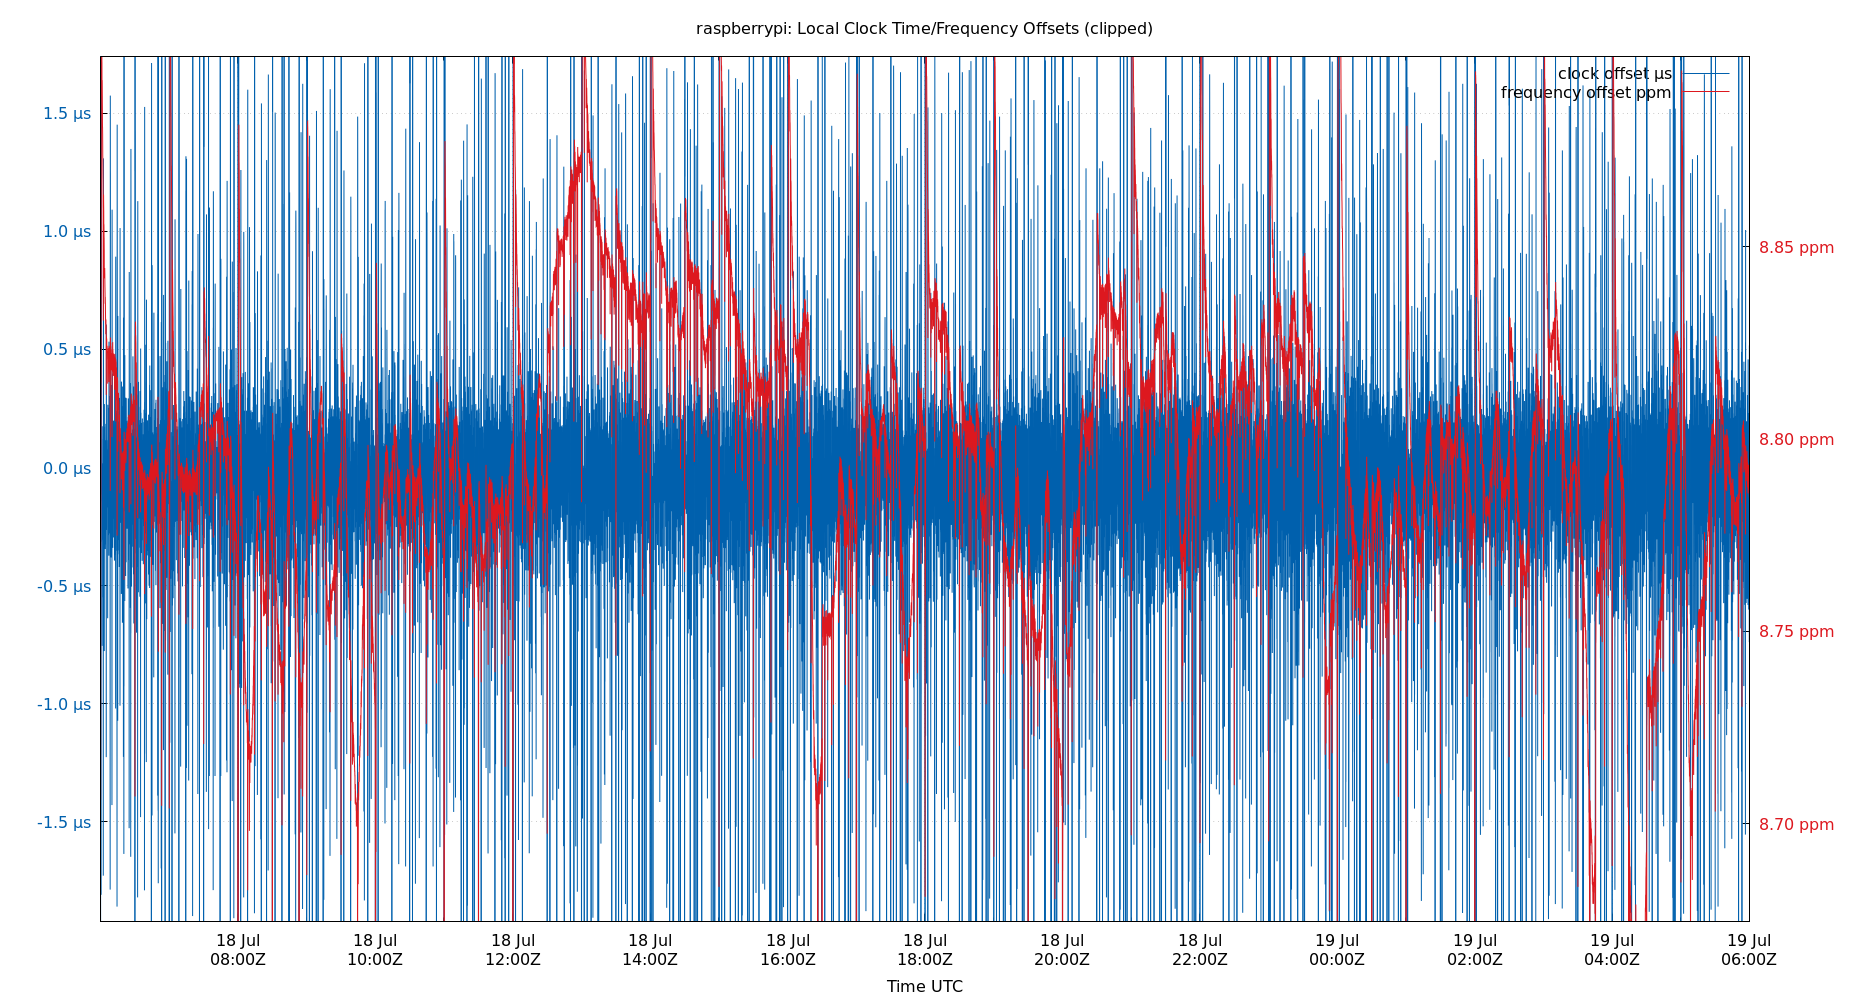 raspberrypi: Local Clock Time/Frequency Offsets (clipped)
clock offset µs
frequency offset ppm
1.5 µs
1.0 µs
0.5 µs
0.0 µs
-0.5 µs
-1.0 µs
-1.5 µs
8.85 ppm
8.80 ppm
8.75 ppm
8.70 ppm
18 Jul 18 Jul 18 Jul 18 Jul 18 Jul 18 Jul 18 Jul 18 Jul 19 Jul 19 Jul 19 Jul 19 Jul
08:00Z 10:00Z 12:00Z 14:00Z 16:00Z 18:00Z 20:00Z 22:00Z 00:00Z 02:00Z 04:00Z 06:00Z
Time UTC